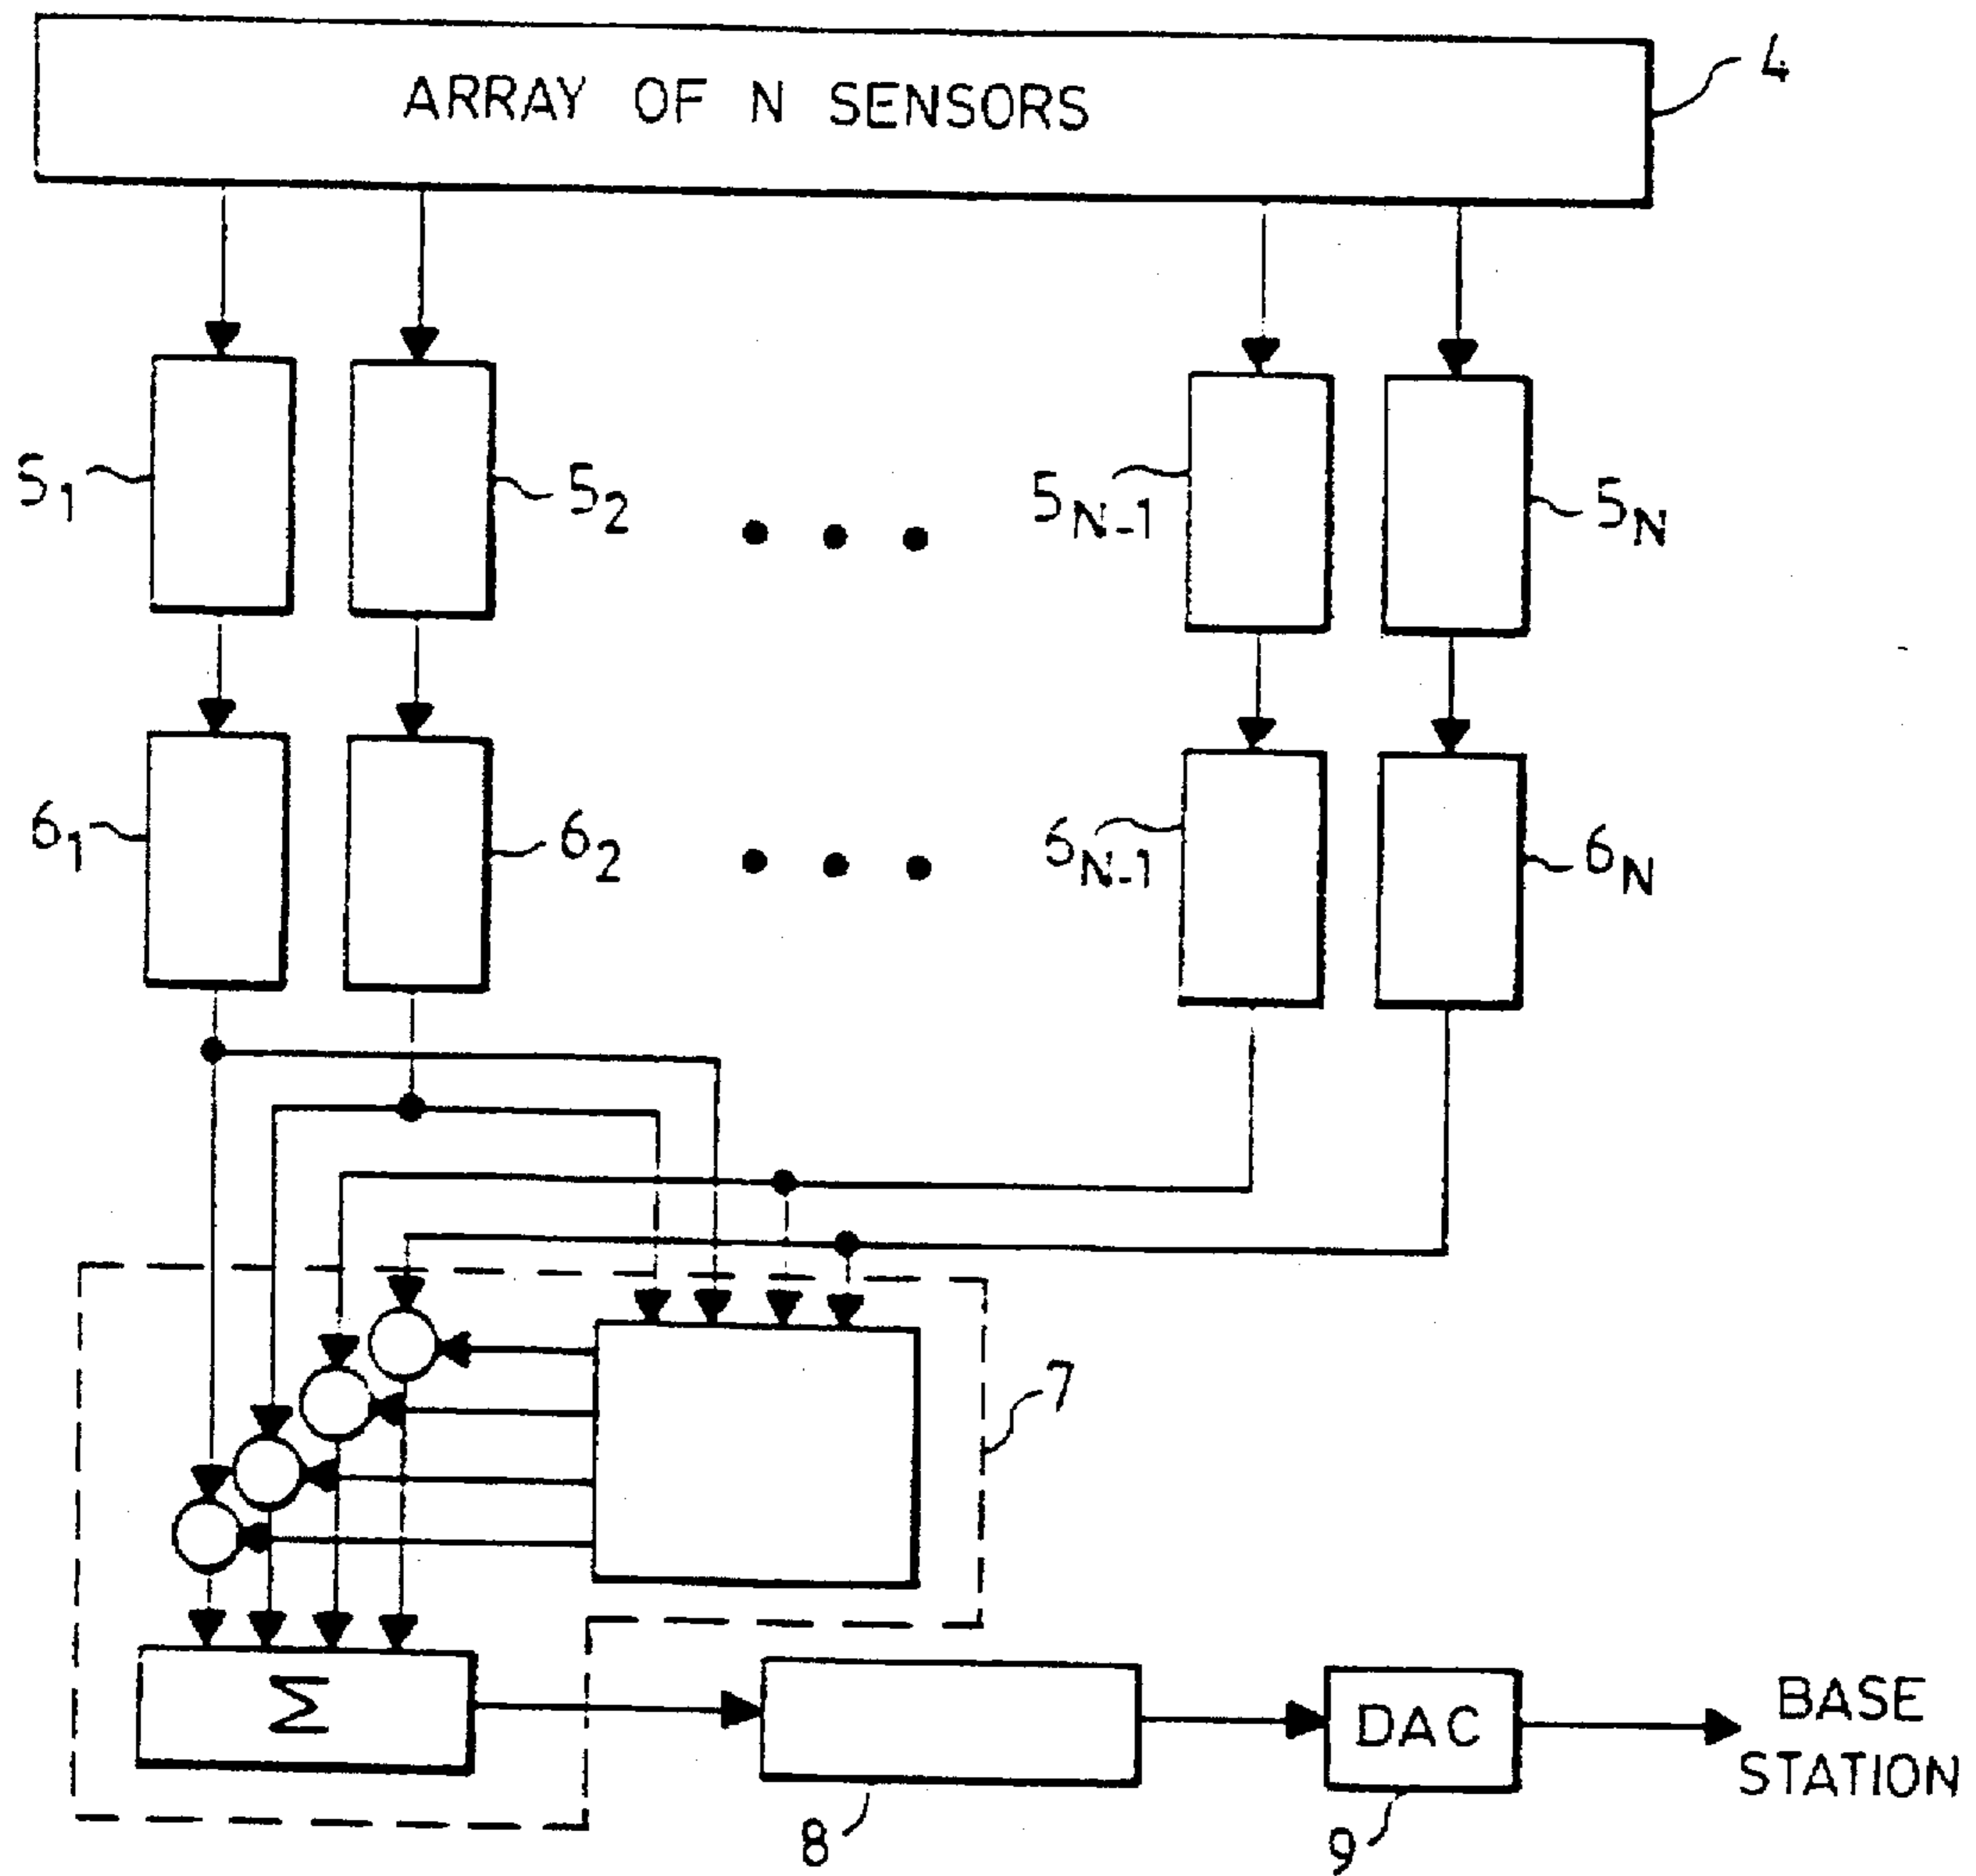 ARRAY OF N SENSORS
4
5₁
5₂
5N-1
5N
6₁
6₂
6N-1
6N
7
Σ
DAC
BASE
STATION
8
9